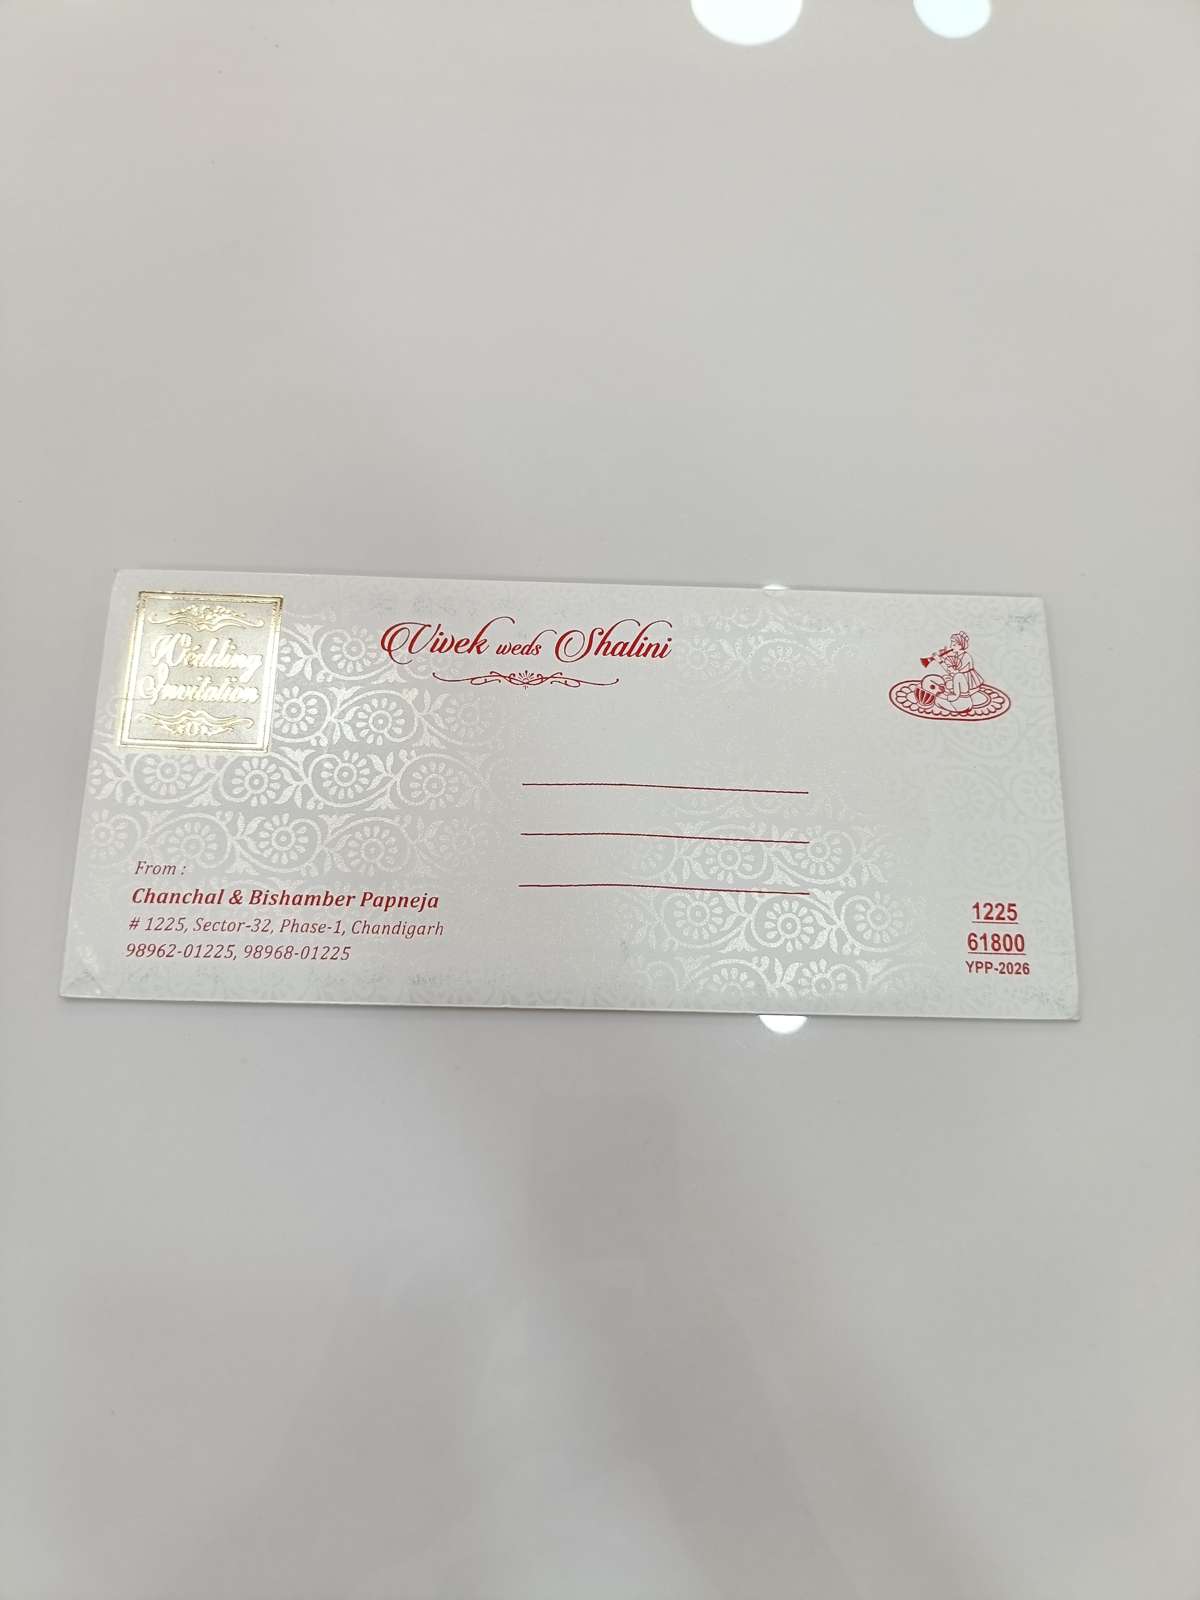 Wedding
Invitation
Vivek weds Shalini
From :
Chanchal & Bishamber Papneja
# 1225, Sector-32, Phase-1, Chandigarh
98962-01225, 98968-01225
1225
61800
YPP-2026